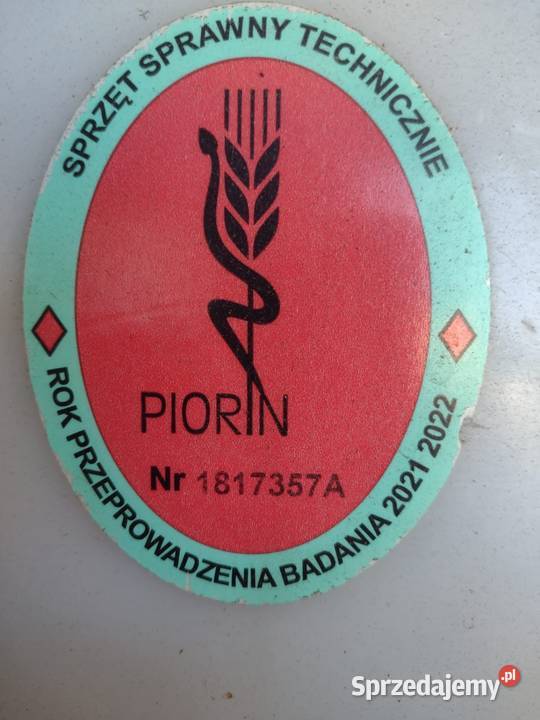 SPRZĘT SPRAWNY TECHNICZNIE
PIORIN
Nr 1817357A
ROK PRZEPROWADZENIA BADANIA 2021 2022
Sprzedajemy.pl